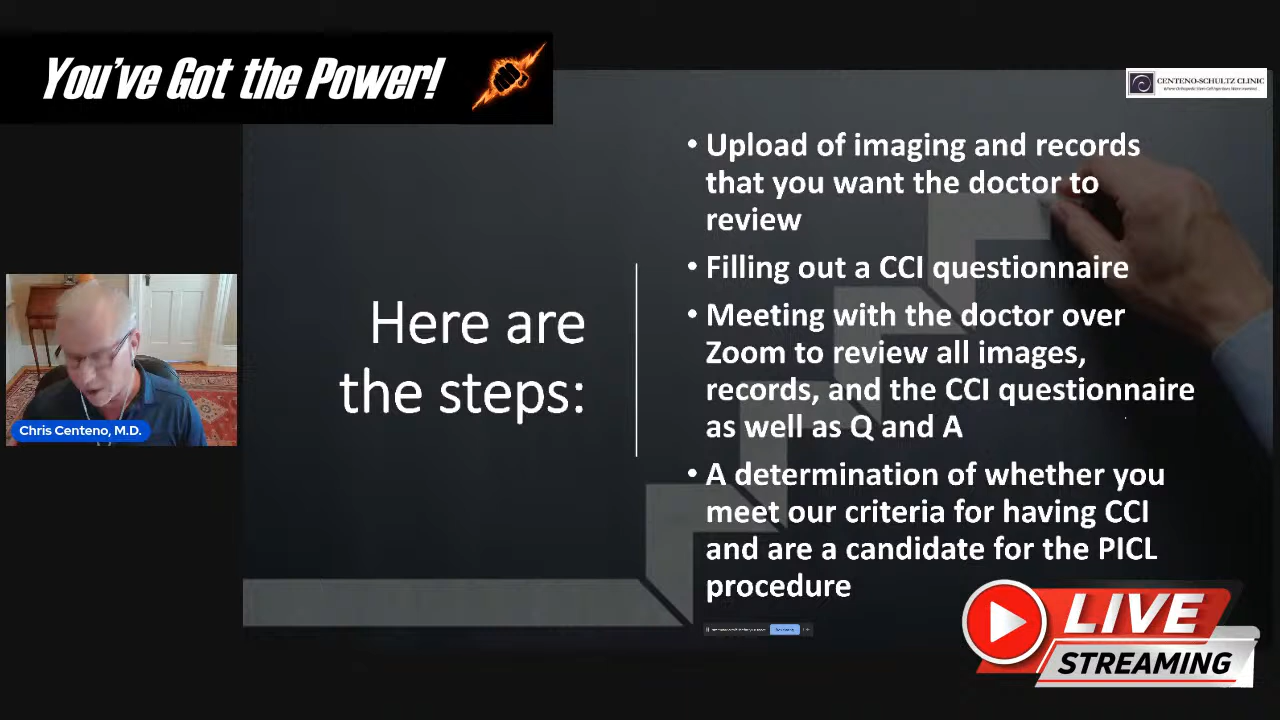 You've Got the Power!
CENTENO-SCHULTZ CLINIC
Here are
the steps:
• Upload of imaging and records
that you want the doctor to
review
• Filling out a CCI questionnaire
• Meeting with the doctor over
Zoom to review all images,
records, and the CCI questionnaire
as well as Q and A
• A determination of whether you
meet our criteria for having CCI
and are a candidate for the PICL
procedure
Chris Centeno, M.D.
LIVE
STREAMING